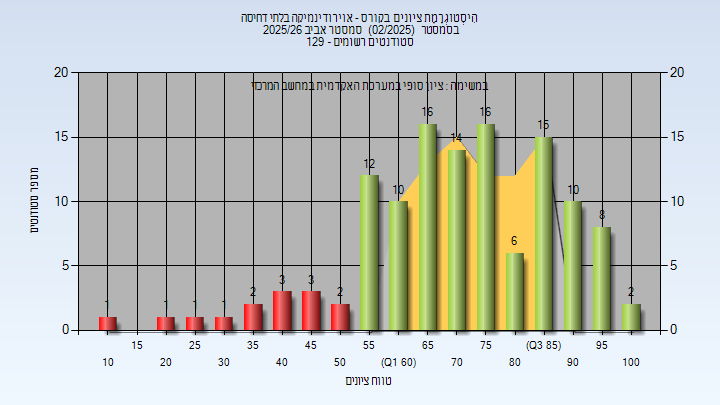 היסטוגרמת ציונים בקורס - אוירודינמיקה בלתי דחיסה
בסמסטר (02/2025) סמסטר אביב 2025/26
סטודנטים רשומים - 129
במשימה : ציון סופי במערכת האקדמית במחשב המרכזי
20 20
15 15
10 10
5 5
0 0
מספר סטודנטים
1 1 1 1 2 3 3 2 12 10 16 14 16 6 15 10 8 2
15 25 35 45 55 65 75 (Q3 85) 95
10 20 30 40 50 (Q1 60) 70 80 90 100
טווח ציונים